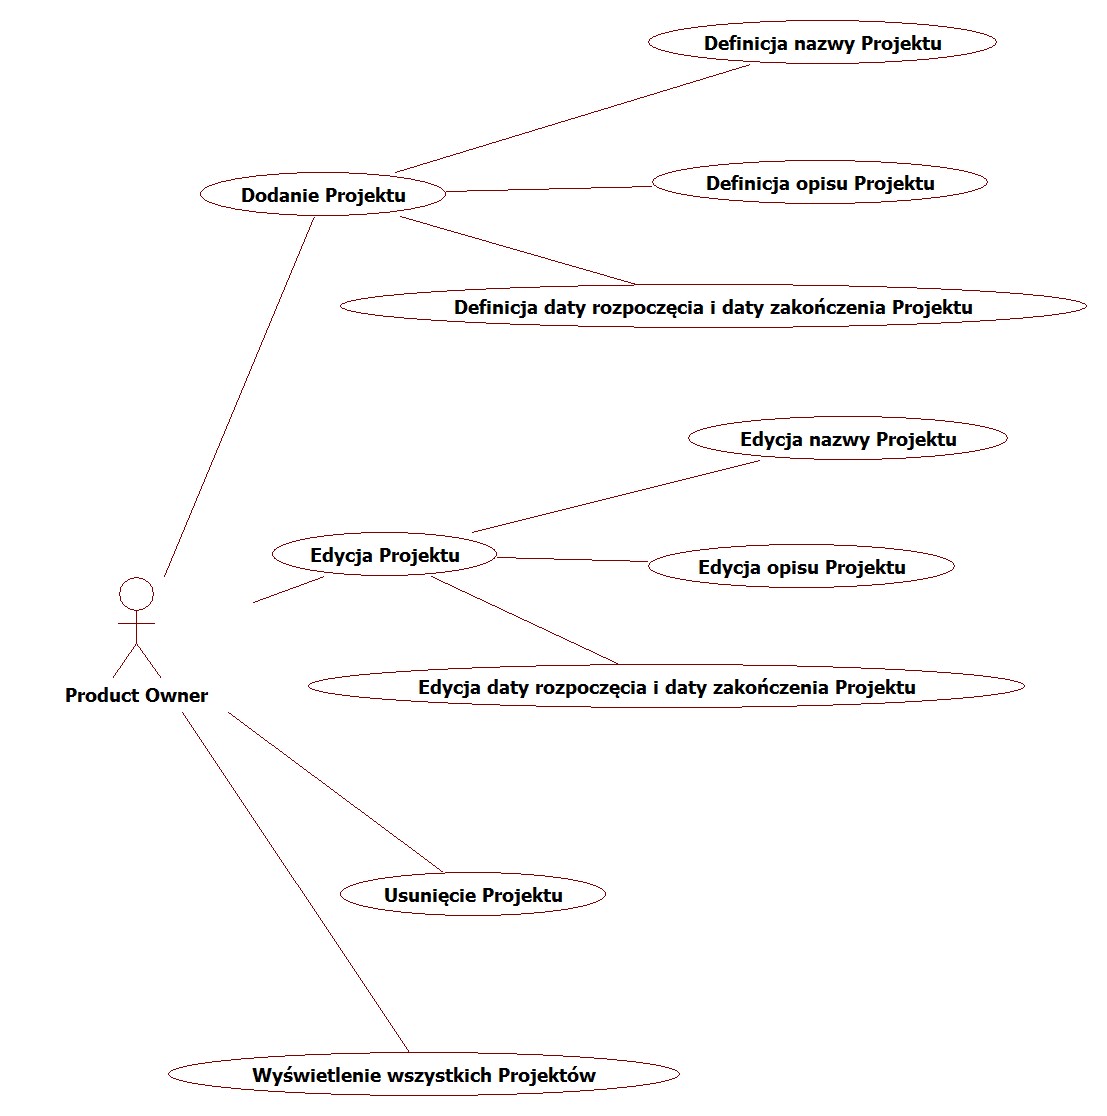 Definicja nazwy Projektu
Dodanie Projektu
Definicja opisu Projektu
Definicja daty rozpoczęcia i daty zakończenia Projektu
Edycja nazwy Projektu
Edycja Projektu
Edycja opisu Projektu
Edycja daty rozpoczęcia i daty zakończenia Projektu
Product Owner
Usunięcie Projektu
Wyświetlenie wszystkich Projektów